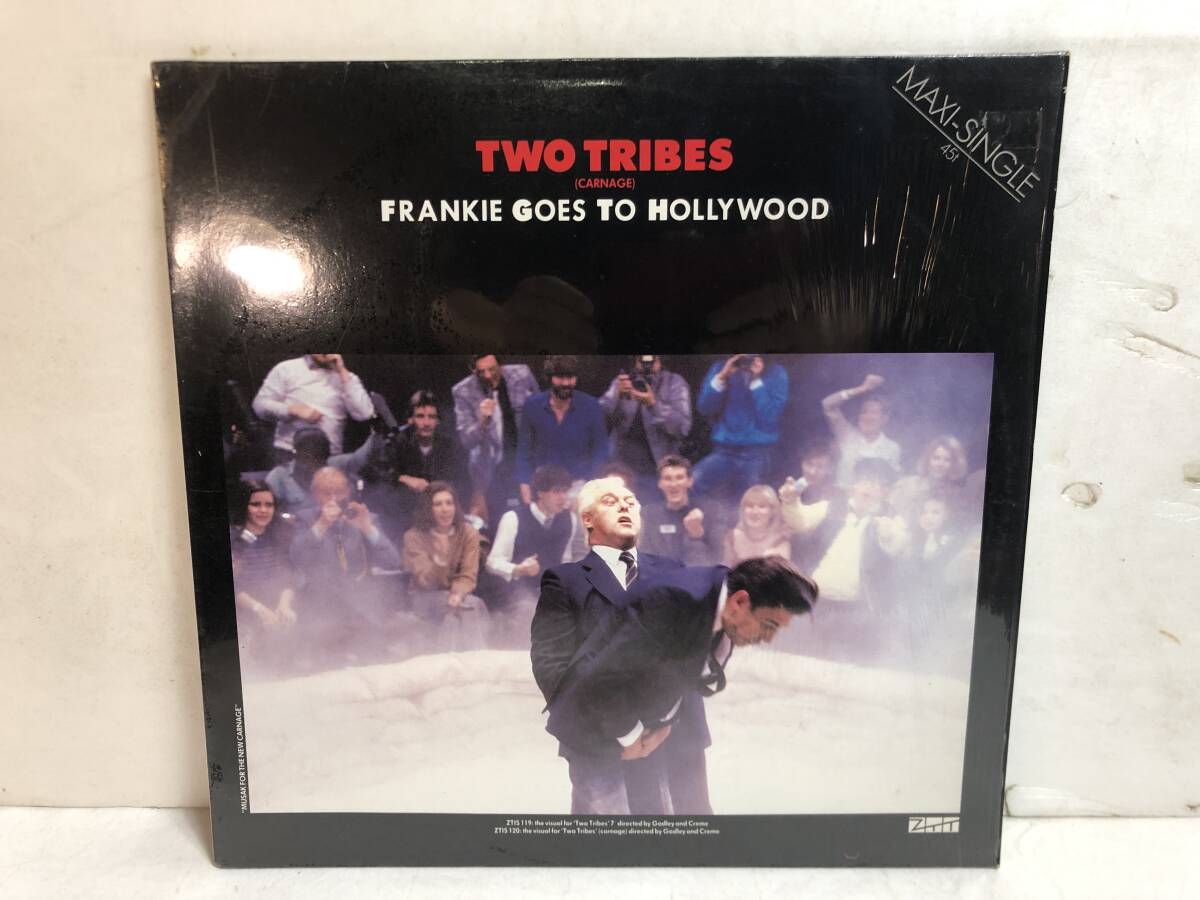 MAXI-SINGLE
45t
TWO TRIBES
(CARNAGE)
FRANKIE GOES TO HOLLYWOOD
"MUSAK FOR THE NEW CARNAGE"
ZTIS 119: the visual for 'Two Tribes' 7" directed by Godley and Creme
ZTIS 120: the visual for 'Two Tribes' (carnage) directed by Godley and Creme
ZTT